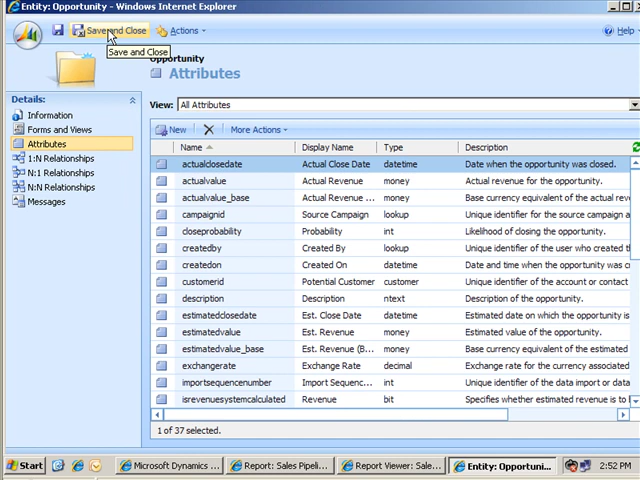 Entity: Opportunity - Windows Internet Explorer
Save and Close
Actions
Help
Save and Close
Opportunity
Attributes
Details:
Information
Forms and Views
Attributes
1:N Relationships
N:1 Relationships
N:N Relationships
Messages
View: All Attributes
New
More Actions
Name Display Name Type Description
actualclosedate Actual Close Date datetime Date when the opportunity was closed.
actualvalue Actual Revenue money Actual revenue for the opportunity.
actualvalue_base Actual Revenue ... money Base currency equivalent of the actual rev
campaignid Source Campaign lookup Unique identifier for the source campaign a
closeprobability Probability int Likelihood of closing the opportunity.
createdby Created By lookup Unique identifier of the user who created th
createdon Created On datetime Date and time when the opportunity was c
customerid Potential Customer customer Unique identifier of the account or contact
description Description ntext Description of the opportunity.
estimatedclosedate Est. Close Date datetime Estimated date on which the opportunity is
estimatedvalue Est. Revenue money Estimated value of the opportunity.
estimatedvalue_base Est. Revenue (B... money Base currency equivalent of the estimated
exchangerate Exchange Rate decimal Exchange rate for the currency associated
importsequencenumber Import Sequenc... int Unique identifier of the data import or data
isrevenuesystemcalculated Revenue bit Specifies whether estimated revenue is to b
1 of 37 selected.
Start
Microsoft Dynamics ...
Report: Sales Pipeli...
Report Viewer: Sale...
Entity: Opportuni...
2:52 PM